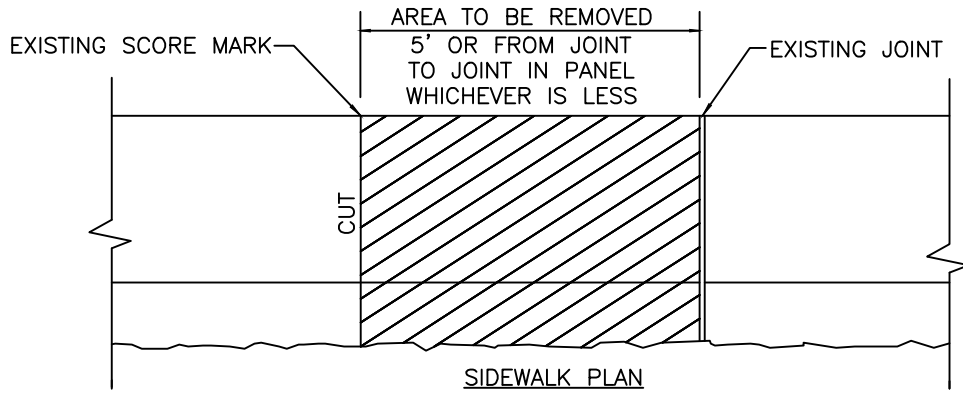 AREA TO BE REMOVED
5' OR FROM JOINT
TO JOINT IN PANEL
WHICHEVER IS LESS
EXISTING SCORE MARK
EXISTING JOINT
CUT
SIDEWALK PLAN